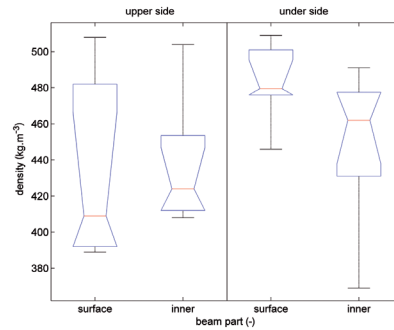 upper side under side
500
480
460
440
420
400
380
density (kg.m⁻³)
surface inner surface inner
beam part (-)